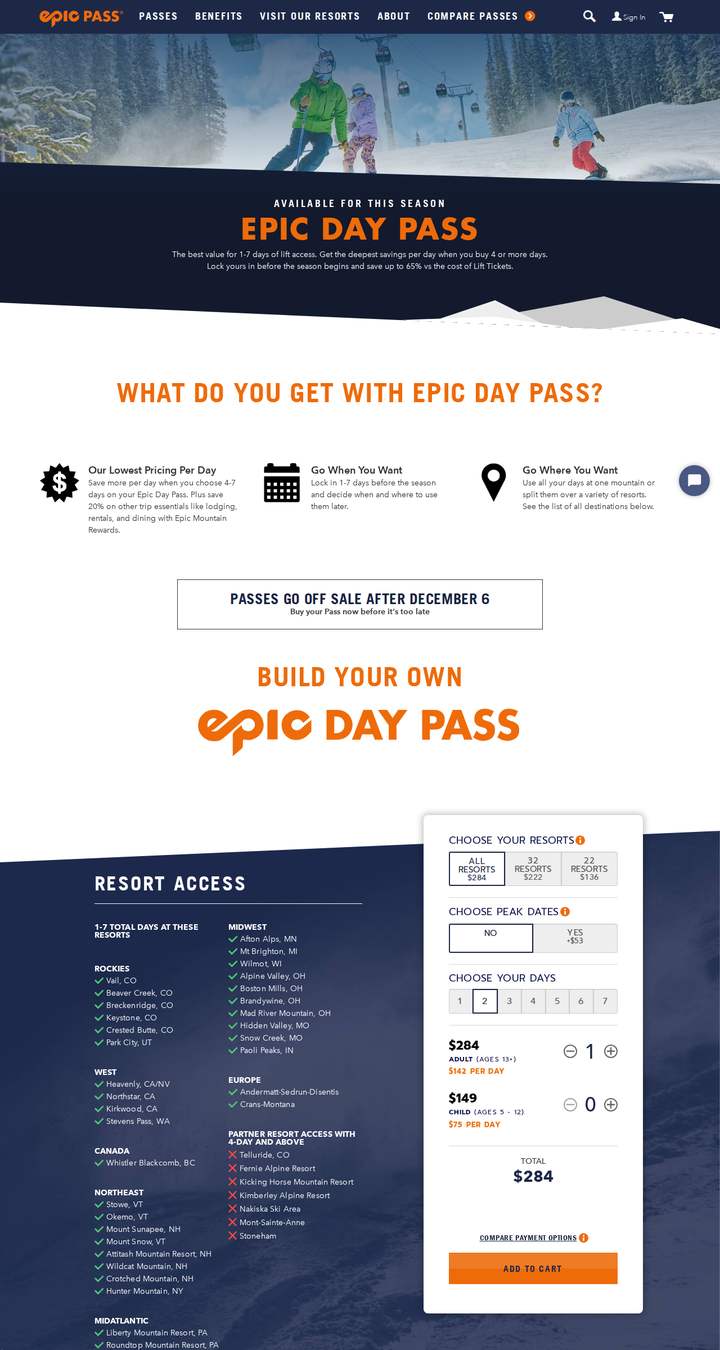 epic PASS
PASSES
BENEFITS
VISIT OUR RESORTS
ABOUT
COMPARE PASSES
Sign In
AVAILABLE FOR THIS SEASON
EPIC DAY PASS
The best value for 1-7 days of lift access. Get the deepest savings per day when you buy 4 or more days.
Lock yours in before the season begins and save up to 65% vs the cost of Lift Tickets.
WHAT DO YOU GET WITH EPIC DAY PASS?
$
Our Lowest Pricing Per Day
Save more per day when you choose 4-7
days on your Epic Day Pass. Plus save
20% on other trip essentials like lodging,
rentals, and dining with Epic Mountain
Rewards.
Go When You Want
Lock in 1-7 days before the season
and decide when and where to use
them later.
Go Where You Want
Use all your days at one mountain or
split them over a variety of resorts.
See the list of all destinations below.
PASSES GO OFF SALE AFTER DECEMBER 6
Buy your Pass now before it's too late
BUILD YOUR OWN
epic DAY PASS
RESORT ACCESS
1-7 TOTAL DAYS AT THESE
RESORTS
ROCKIES
Vail, CO
Beaver Creek, CO
Breckenridge, CO
Keystone, CO
Crested Butte, CO
Park City, UT
WEST
Heavenly, CA/NV
Northstar, CA
Kirkwood, CA
Stevens Pass, WA
CANADA
Whistler Blackcomb, BC
NORTHEAST
Stowe, VT
Okemo, VT
Mount Sunapee, NH
Mount Snow, VT
Attitash Mountain Resort, NH
Wildcat Mountain, NH
Crotched Mountain, NH
Hunter Mountain, NY
MIDATLANTIC
Liberty Mountain Resort, PA
Roundtop Mountain Resort, PA
MIDWEST
Afton Alps, MN
Mt Brighton, MI
Wilmot, WI
Alpine Valley, OH
Boston Mills, OH
Brandywine, OH
Mad River Mountain, OH
Hidden Valley, MO
Snow Creek, MO
Paoli Peaks, IN
EUROPE
Andermatt-Sedrun-Disentis
Crans-Montana
PARTNER RESORT ACCESS WITH
4-DAY AND ABOVE
Telluride, CO
Fernie Alpine Resort
Kicking Horse Mountain Resort
Kimberley Alpine Resort
Nakiska Ski Area
Mont-Sainte-Anne
Stoneham
CHOOSE YOUR RESORTS
ALL
RESORTS
$284
32
RESORTS
$222
22
RESORTS
$136
CHOOSE PEAK DATES
NO
YES
+$53
CHOOSE YOUR DAYS
1 2 3 4 5 6 7
$284
ADULT (AGES 13+)
$142 PER DAY
1
$149
CHILD (AGES 5 - 12)
$75 PER DAY
0
TOTAL
$284
COMPARE PAYMENT OPTIONS
ADD TO CART